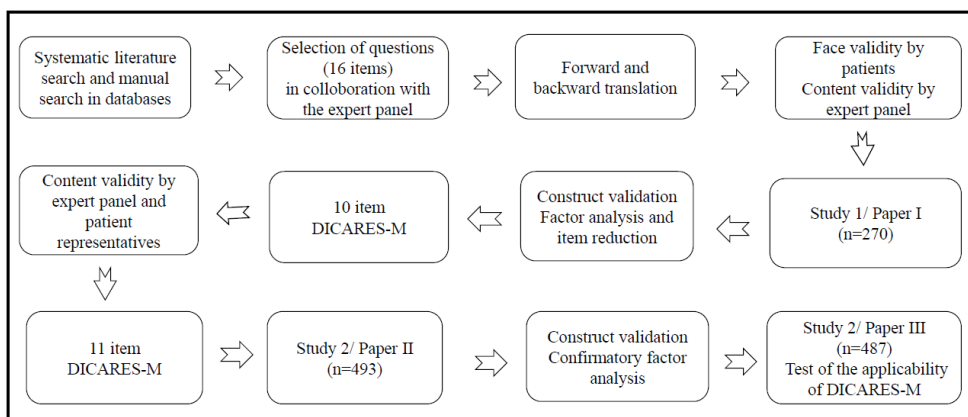 Systematic literature
search and manual
search in databases
Selection of questions
(16 items)
in colloboration with
the expert panel
Forward and
backward translation
Face validity by
patients
Content validity by
expert panel
Study 1/ Paper I
(n=270)
Construct validation
Factor analysis and
item reduction
10 item
DICARES-M
Content validity by
expert panel and
patient
representatives
11 item
DICARES-M
Study 2/ Paper II
(n=493)
Construct validation
Confirmatory factor
analysis
Study 2/ Paper III
(n=487)
Test of the applicability
of DICARES-M